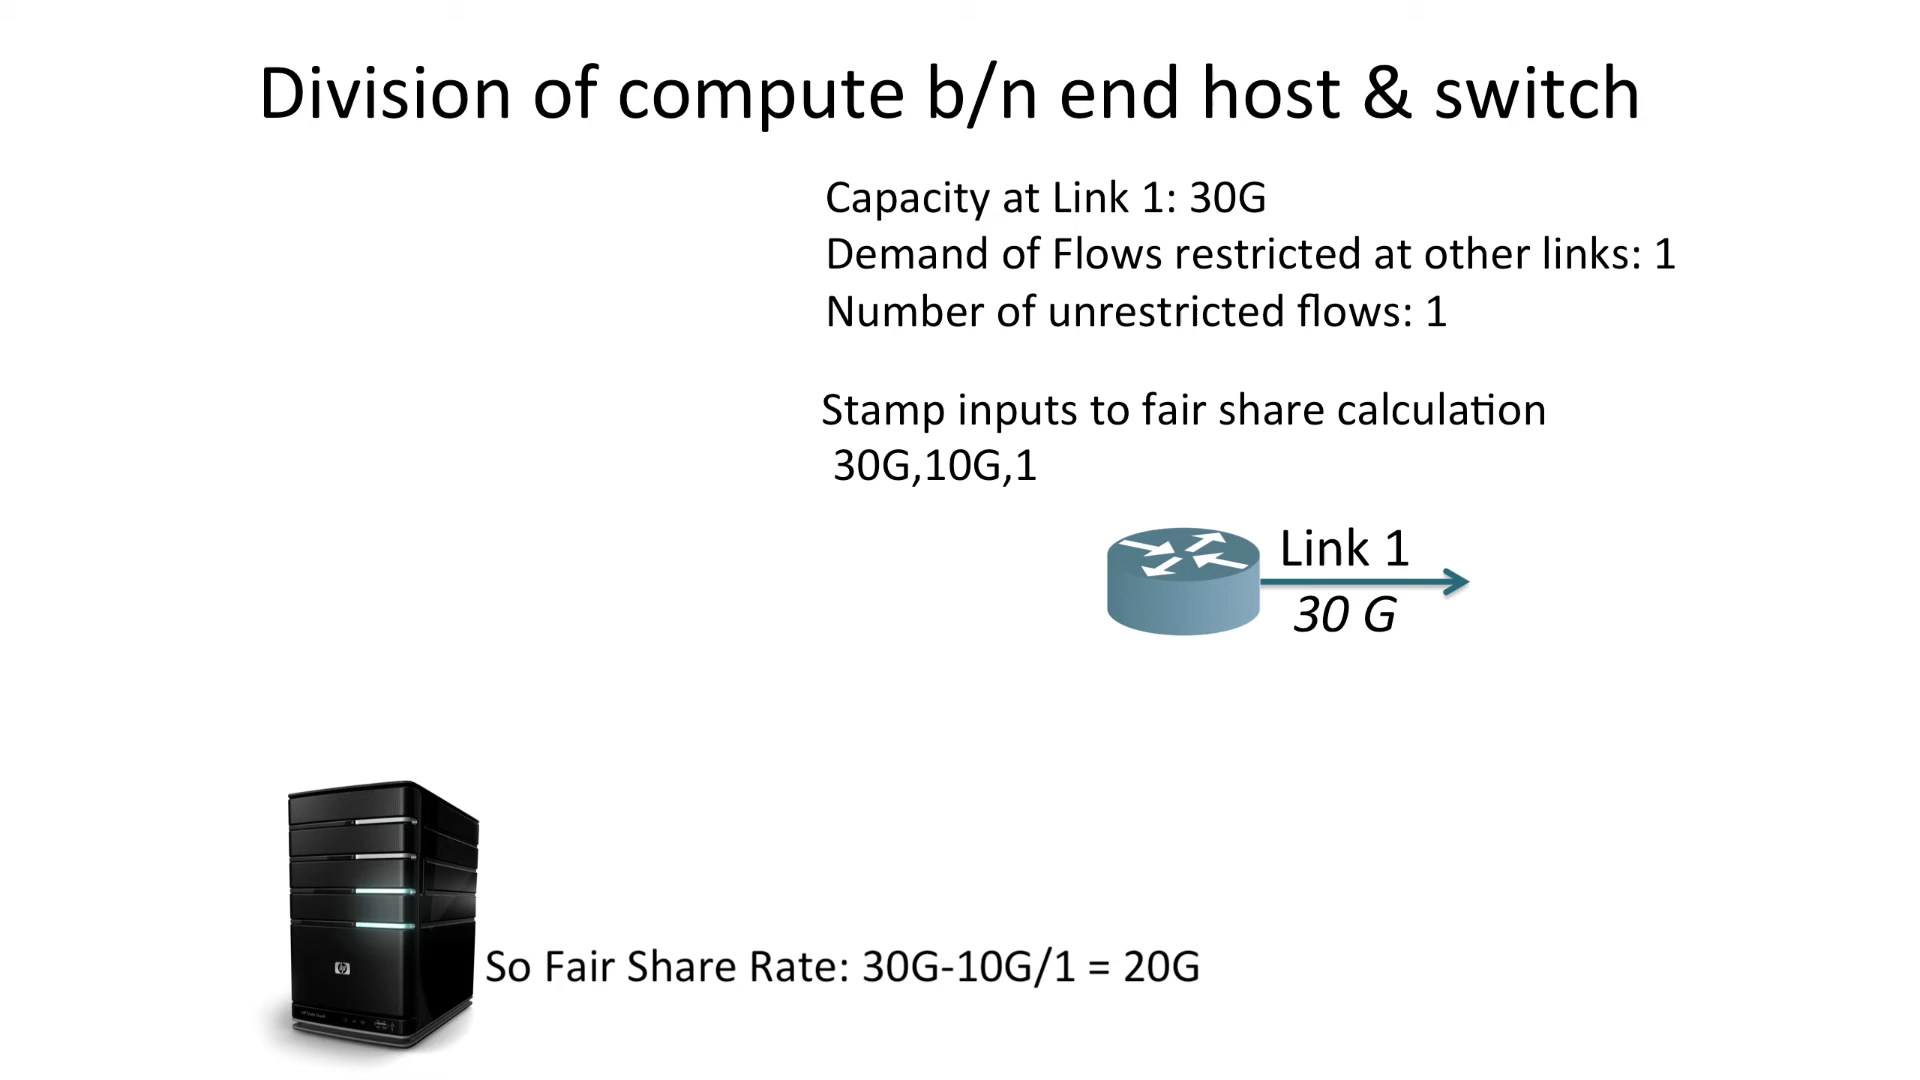 Division of compute b/n end host & switch
Capacity at Link 1: 30G
Demand of Flows restricted at other links: 1
Number of unrestricted flows: 1
Stamp inputs to fair share calculation
30G,10G,1
Link 1
30 G
hp
So Fair Share Rate: 30G-10G/1 = 20G